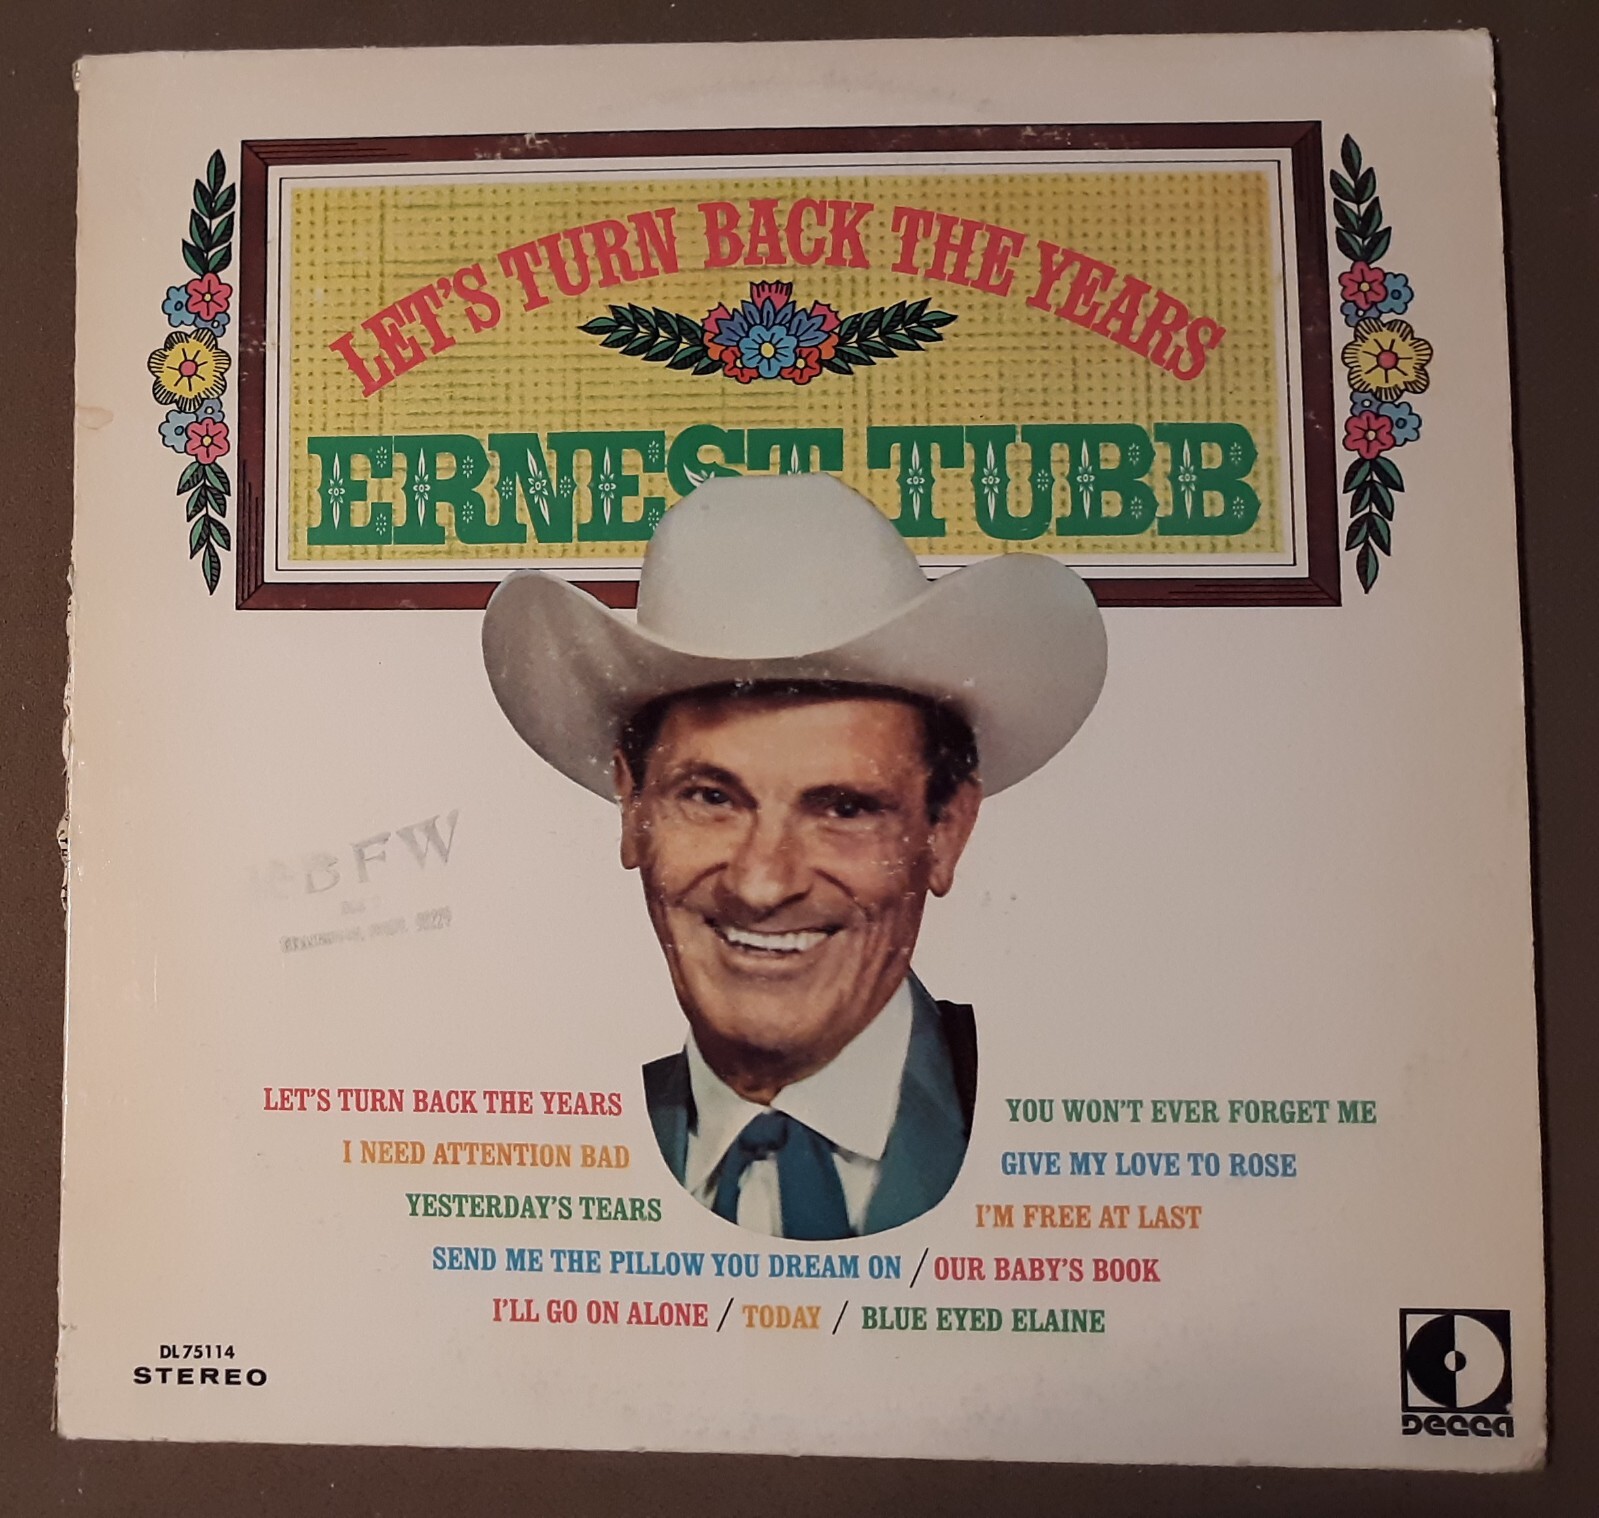 LET'S TURN BACK THE YEARS
ERNEST TUBB
BFW
LET'S TURN BACK THE YEARS
I NEED ATTENTION BAD
YESTERDAY'S TEARS
YOU WON'T EVER FORGET ME
GIVE MY LOVE TO ROSE
I'M FREE AT LAST
SEND ME THE PILLOW YOU DREAM ON / OUR BABY'S BOOK
I'LL GO ON ALONE / TODAY / BLUE EYED ELAINE
DL75114
STEREO
DECCA